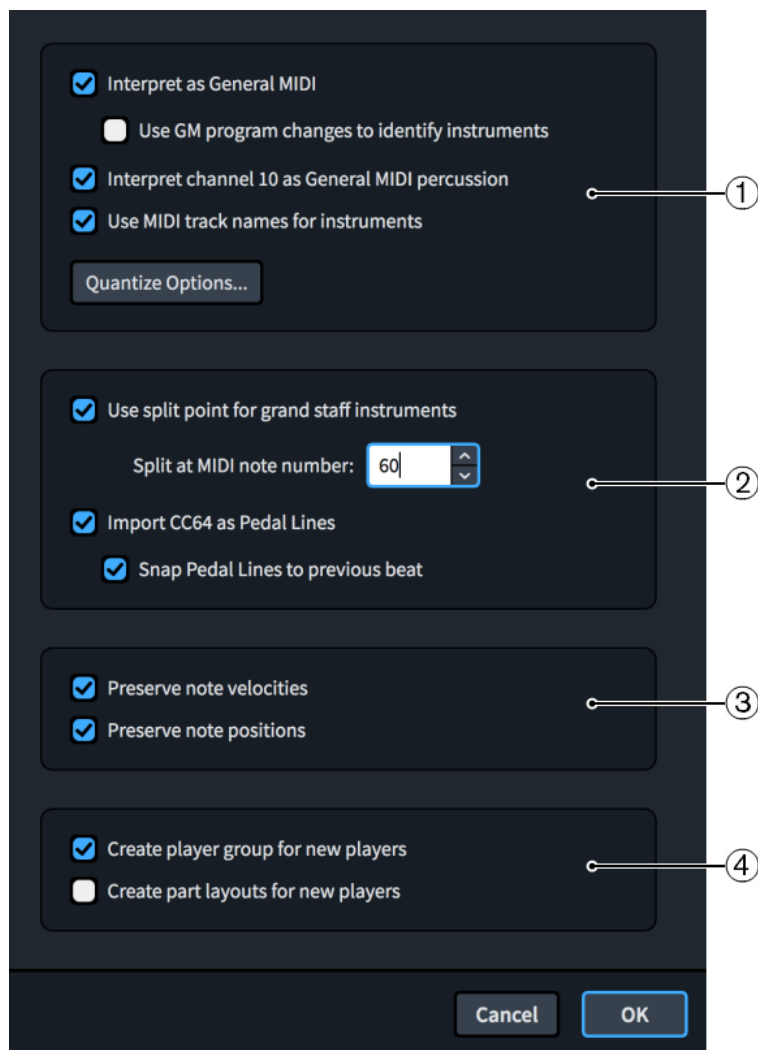 Interpret as General MIDI
Use GM program changes to identify instruments
Interpret channel 10 as General MIDI percussion
Use MIDI track names for instruments
Quantize Options...
1
Use split point for grand staff instruments
Split at MIDI note number: 60
Import CC64 as Pedal Lines
Snap Pedal Lines to previous beat
2
Preserve note velocities
Preserve note positions
3
Create player group for new players
Create part layouts for new players
4
Cancel OK